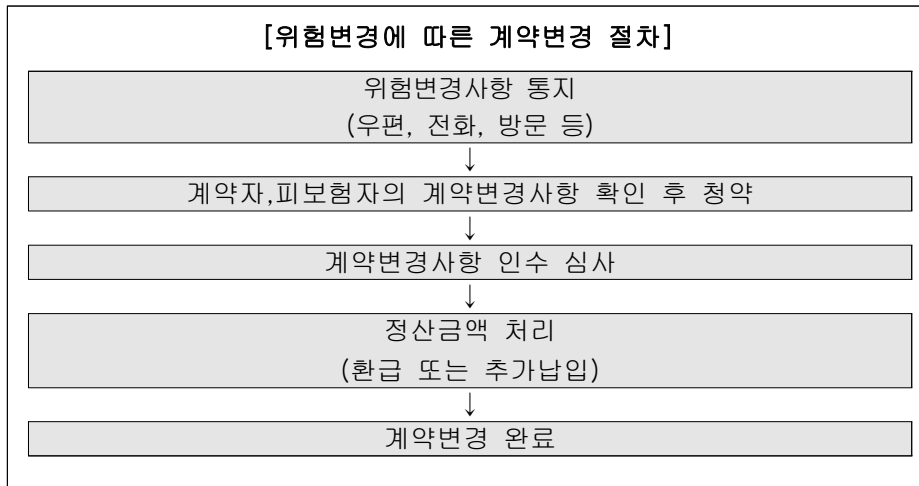 [위험변경에 따른 계약변경 절차]
위험변경사항 통지
(우편, 전화, 방문 등)
↓
계약자,피보험자의 계약변경사항 확인 후 청약
↓
계약변경사항 인수 심사
↓
정산금액 처리
(환급 또는 추가납입)
↓
계약변경 완료